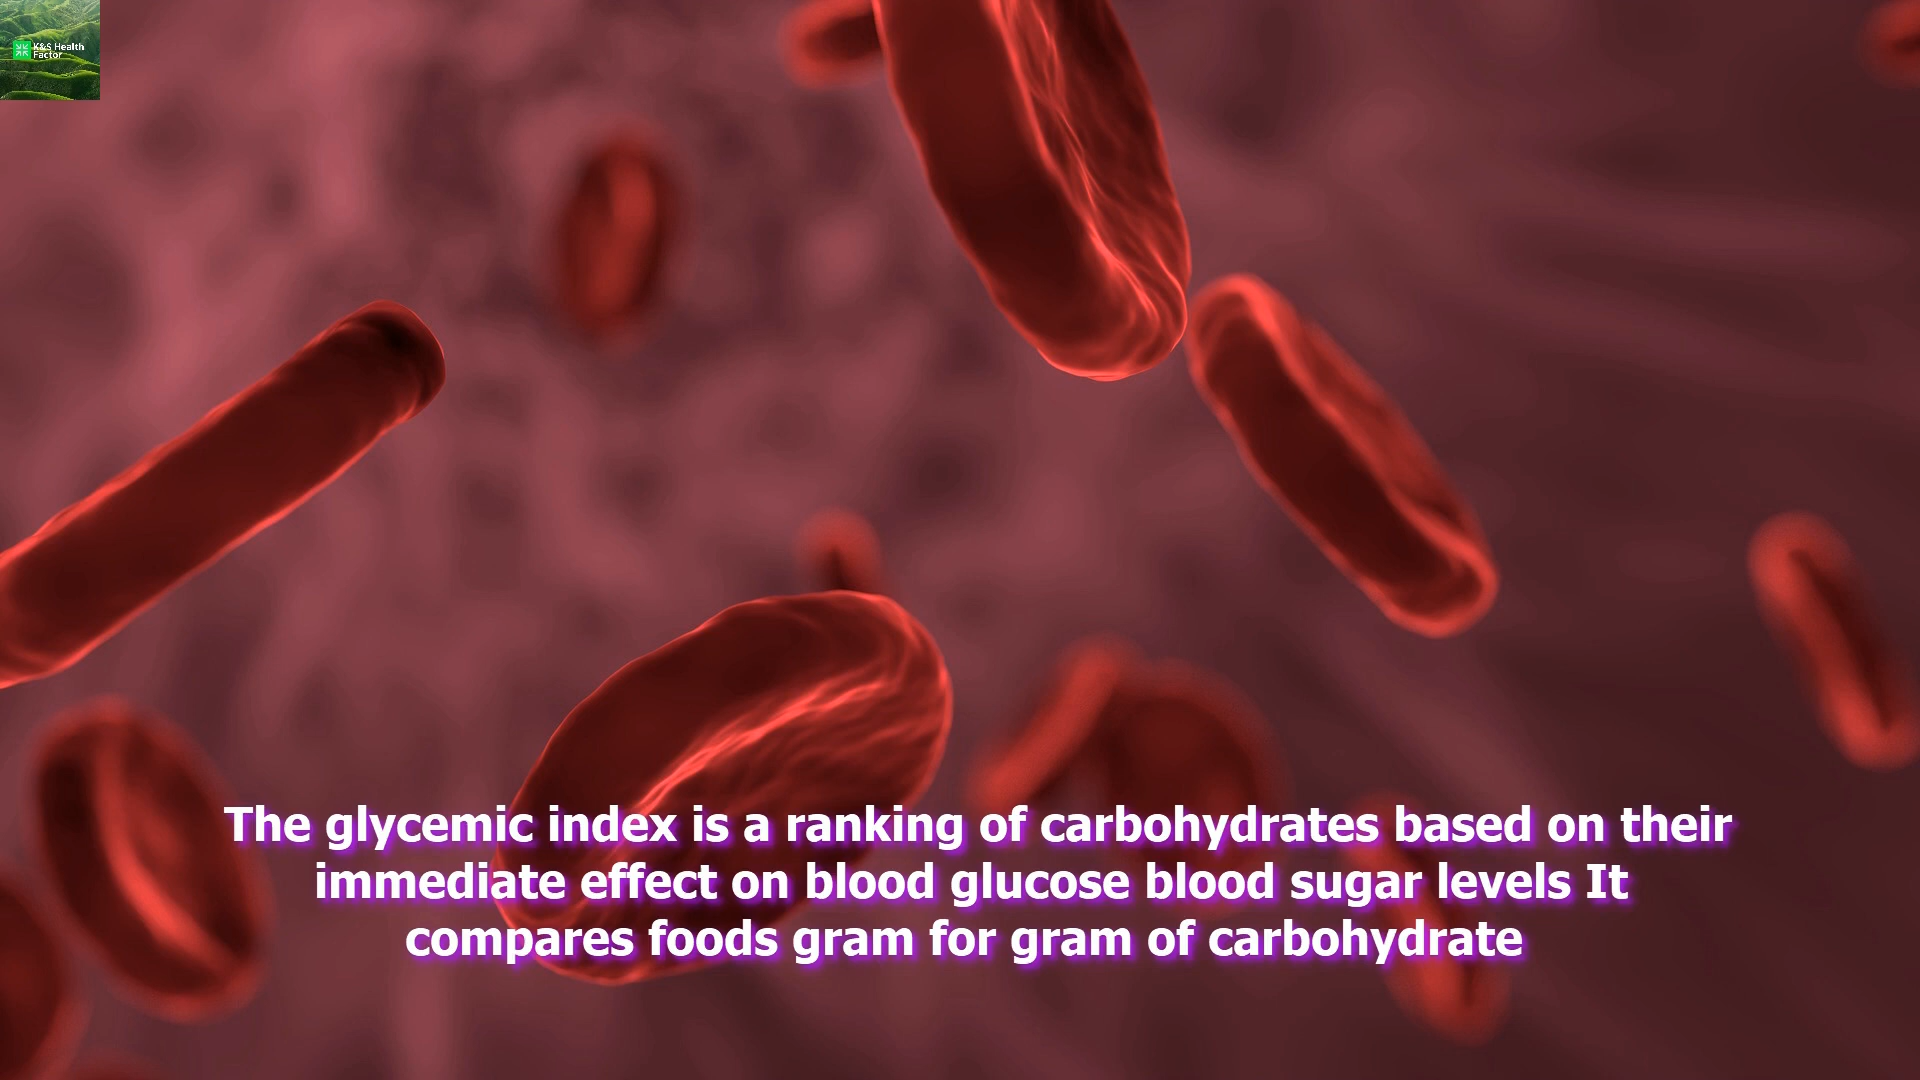 K&S Health
Factor
The glycemic index is a ranking of carbohydrates based on their
immediate effect on blood glucose blood sugar levels It
compares foods gram for gram of carbohydrate